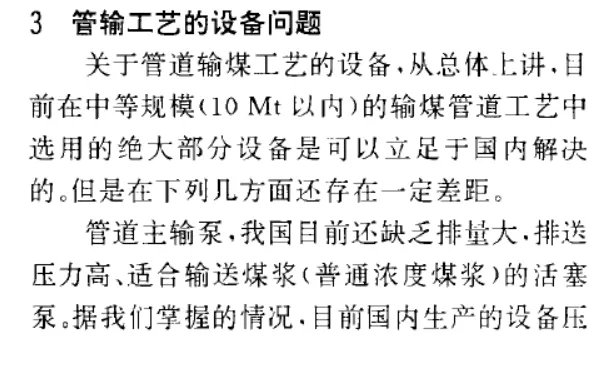 3 管输工艺的设备问题
关于管道输煤工艺的设备,从总体上讲,目
前在中等规模(10 Mt 以内)的输煤管道工艺中
选用的绝大部分设备是可以立足于国内解决
的。但是在下列几方面还存在一定差距。
管道主输泵,我国目前还缺乏排量大,排送
压力高、适合输送煤浆(普通浓度煤浆)的活塞
泵。据我们掌握的情况,目前国内生产的设备压